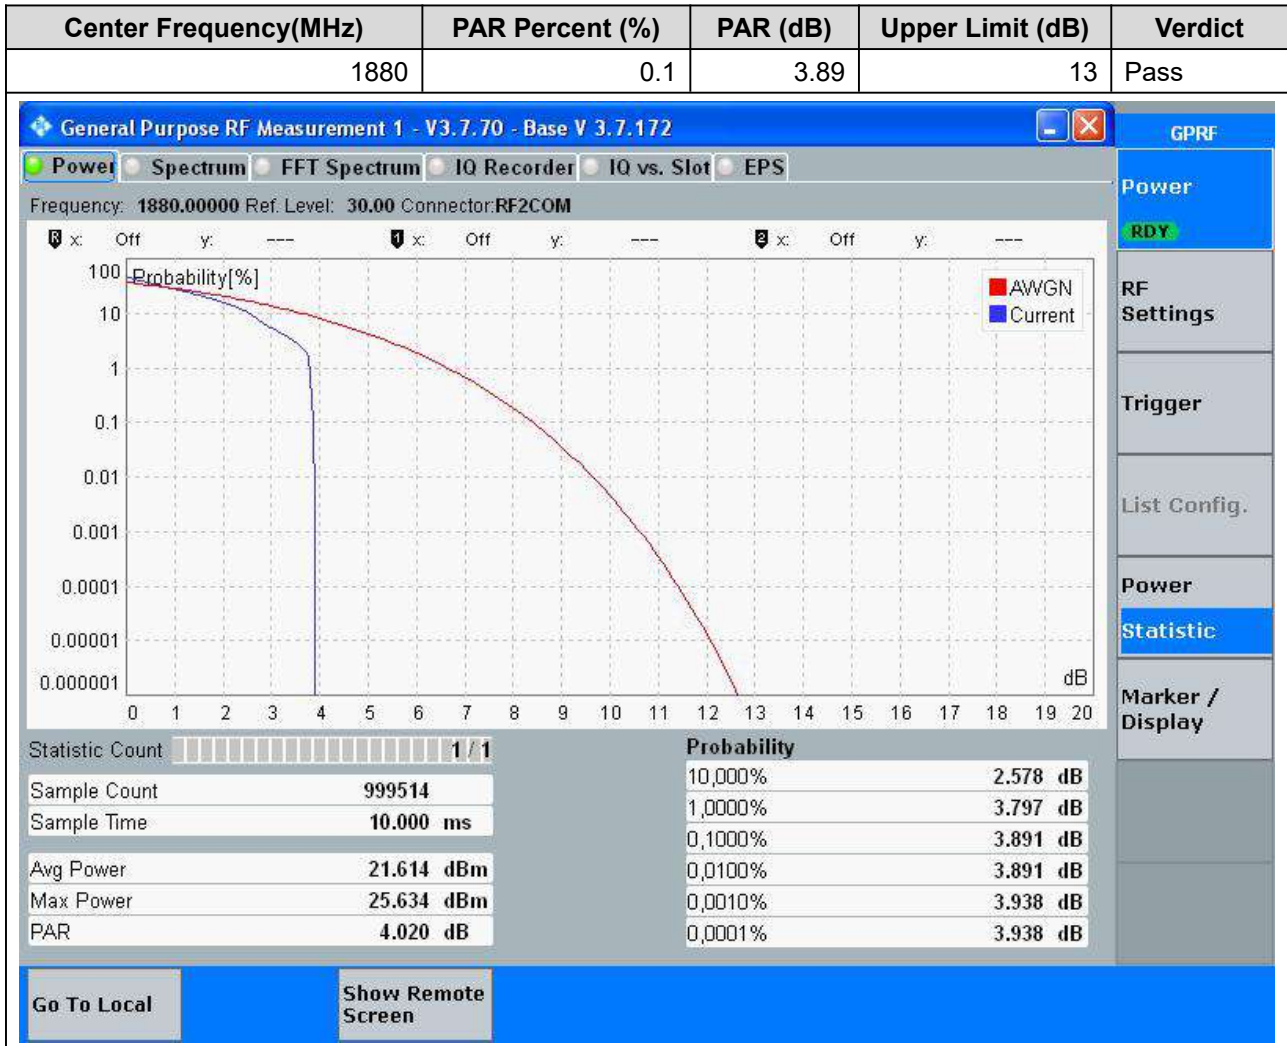 Center Frequency(MHz) PAR Percent (%) PAR (dB) Upper Limit (dB) Verdict
1880 0.1 3.89 13 Pass
General Purpose RF Measurement 1 - V3.7.70 - Base V 3.7.172
GPRF
Power Spectrum FFT Spectrum IQ Recorder IQ vs. Slot EPS
Power
RDY
Frequency: 1880.00000 Ref. Level: 30.00 Connector:RF2COM
R x: Off y: --- 1 x: Off y: --- 2 x: Off y: ---
Probability[%]
AWGN
Current
100
10
1
0.1
0.01
0.001
0.0001
0.00001
0.000001
dB
0 1 2 3 4 5 6 7 8 9 10 11 12 13 14 15 16 17 18 19 20
RF
Settings
Trigger
List Config.
Power
Statistic
Marker /
Display
Statistic Count 1 / 1
Sample Count 999514
Sample Time 10.000 ms
Avg Power 21.614 dBm
Max Power 25.634 dBm
PAR 4.020 dB
Probability
10,000% 2.578 dB
1,0000% 3.797 dB
0,1000% 3.891 dB
0,0100% 3.891 dB
0,0010% 3.938 dB
0,0001% 3.938 dB
Go To Local
Show Remote
Screen